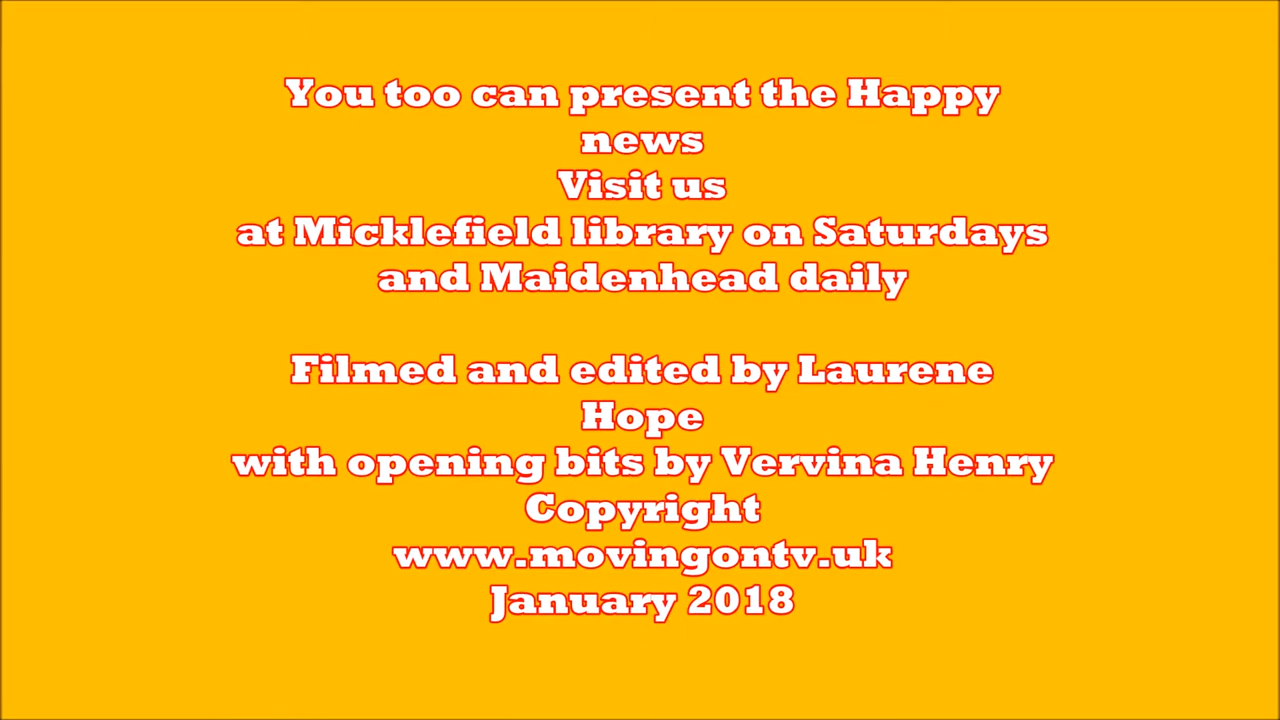 You too can present the Happy
news
Visit us
at Micklefield library on Saturdays
and Maidenhead daily
Filmed and edited by Laurene
Hope
with opening bits by Vervina Henry
Copyright
www.movingontv.uk
January 2018